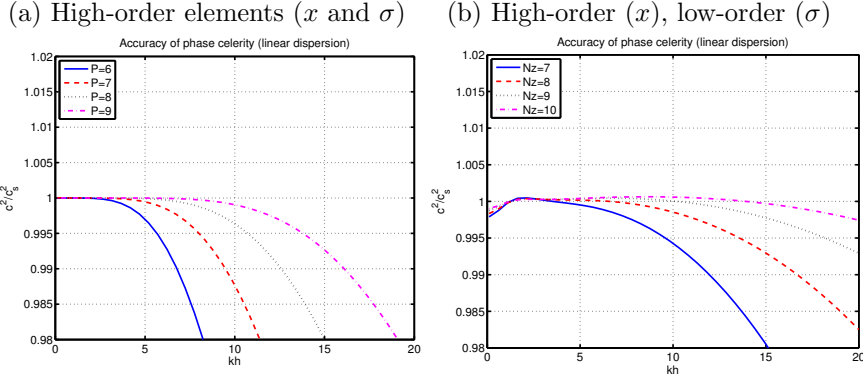 (a) High-order elements (x and σ)
Accuracy of phase celerity (linear dispersion)
1.02
1.015
1.01
1.005
1
0.995
0.99
0.985
0.98
c²/cₛ²
P=6
P=7
P=8
P=9
0 5 10 15 20
kh
(b) High-order (x), low-order (σ)
Accuracy of phase celerity (linear dispersion)
1.02
1.015
1.01
1.005
1
0.995
0.99
0.985
0.98
c²/cₛ²
Nz=7
Nz=8
Nz=9
Nz=10
0 5 10 15 20
kh